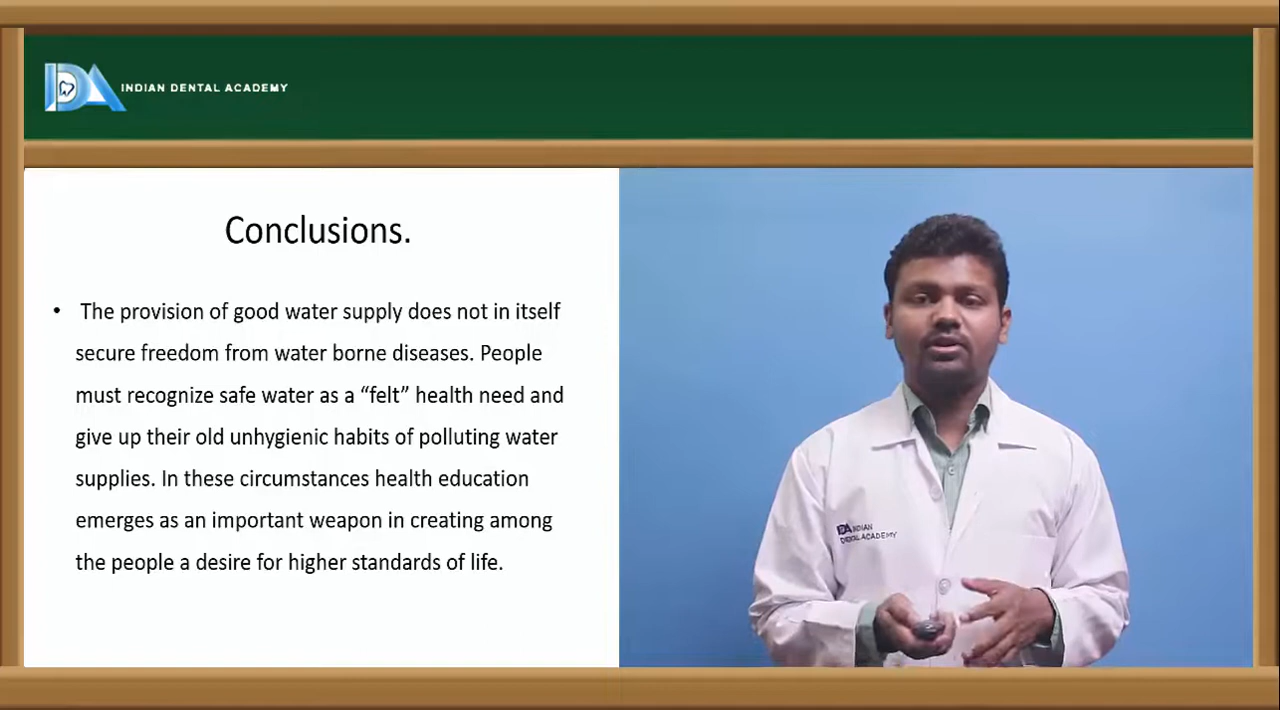 INDIAN DENTAL ACADEMY
Conclusions.
• The provision of good water supply does not in itself
secure freedom from water borne diseases. People
must recognize safe water as a “felt” health need and
give up their old unhygienic habits of polluting water
supplies. In these circumstances health education
emerges as an important weapon in creating among
the people a desire for higher standards of life.
INDIAN
DENTAL ACADEMY